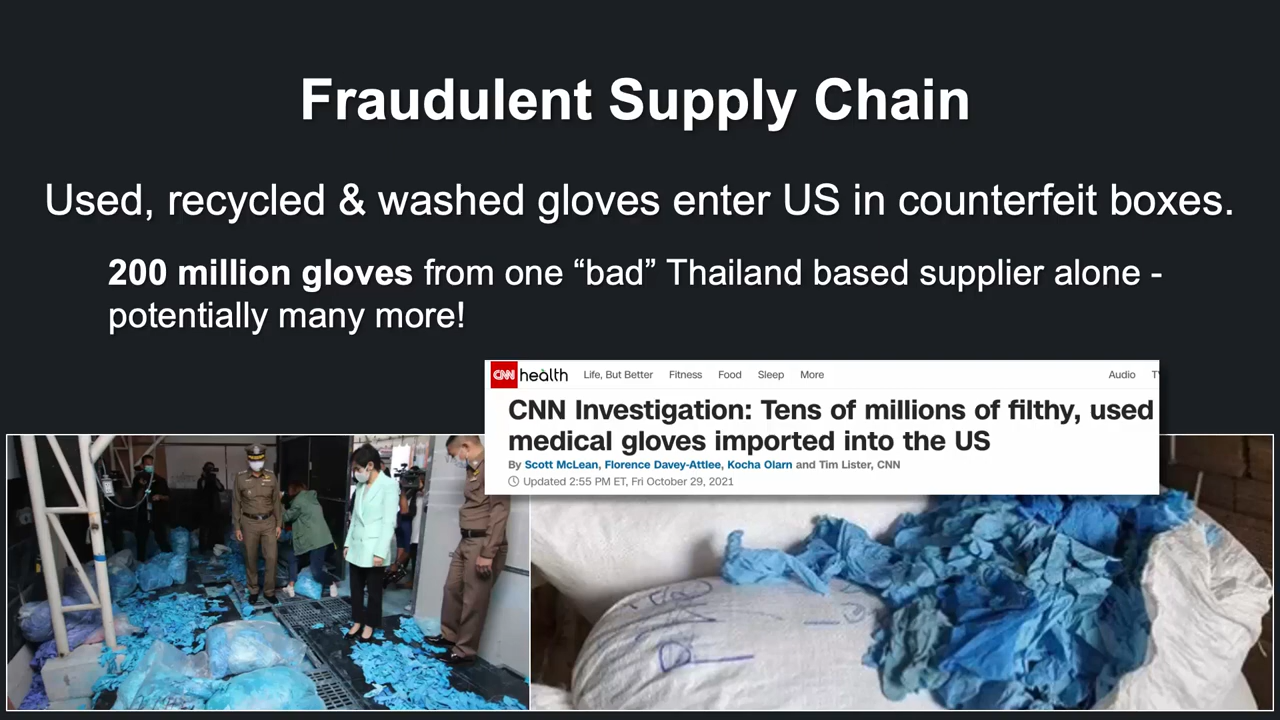 Fraudulent Supply Chain
Used, recycled & washed gloves enter US in counterfeit boxes.
200 million gloves from one “bad” Thailand based supplier alone -
potentially many more!
CNN health Life, But Better Fitness Food Sleep More Audio
CNN Investigation: Tens of millions of filthy, used
medical gloves imported into the US
By Scott McLean, Florence Davey-Attlee, Kocha Olarn and Tim Lister, CNN
Updated 2:55 PM ET, Fri October 29, 2021